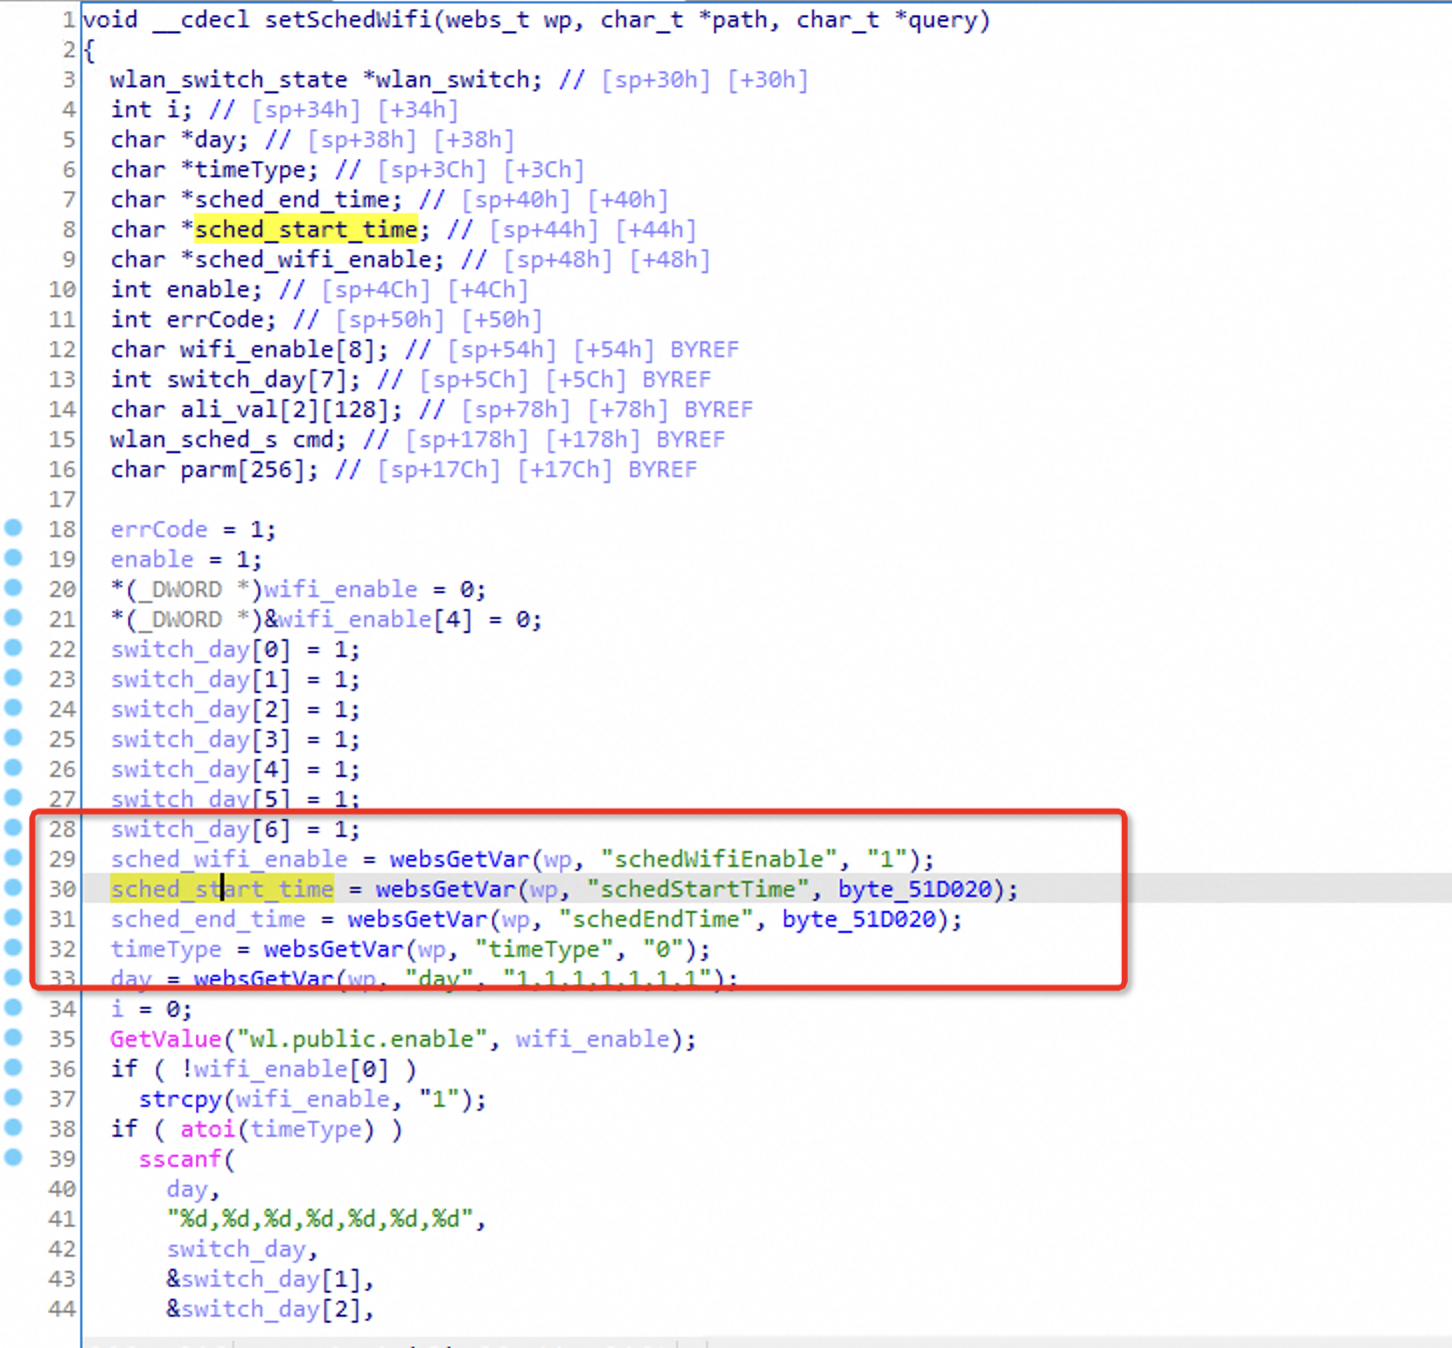 1 void __cdecl setSchedWifi(webs_t wp, char_t *path, char_t *query)
2 {
3 wlan_switch_state *wlan_switch; // [sp+30h] [+30h]
4 int i; // [sp+34h] [+34h]
5 char *day; // [sp+38h] [+38h]
6 char *timeType; // [sp+3Ch] [+3Ch]
7 char *sched_end_time; // [sp+40h] [+40h]
8 char *sched_start_time; // [sp+44h] [+44h]
9 char *sched_wifi_enable; // [sp+48h] [+48h]
10 int enable; // [sp+4Ch] [+4Ch]
11 int errCode; // [sp+50h] [+50h]
12 char wifi_enable[8]; // [sp+54h] [+54h] BYREF
13 int switch_day[7]; // [sp+5Ch] [+5Ch] BYREF
14 char ali_val[2][128]; // [sp+78h] [+78h] BYREF
15 wlan_sched_s cmd; // [sp+178h] [+178h] BYREF
16 char parm[256]; // [sp+17Ch] [+17Ch] BYREF
17
18 errCode = 1;
19 enable = 1;
20 *(_DWORD *)wifi_enable = 0;
21 *(_DWORD *)&wifi_enable[4] = 0;
22 switch_day[0] = 1;
23 switch_day[1] = 1;
24 switch_day[2] = 1;
25 switch_day[3] = 1;
26 switch_day[4] = 1;
27 switch_day[5] = 1;
28 switch_day[6] = 1;
29 sched_wifi_enable = websGetVar(wp, "schedWifiEnable", "1");
30 sched_start_time = websGetVar(wp, "schedStartTime", byte_51D020);
31 sched_end_time = websGetVar(wp, "schedEndTime", byte_51D020);
32 timeType = websGetVar(wp, "timeType", "0");
33 day = websGetVar(wp, "day", "1,1,1,1,1,1,1");
34 i = 0;
35 GetValue("wl.public.enable", wifi_enable);
36 if ( !wifi_enable[0] )
37 strcpy(wifi_enable, "1");
38 if ( atoi(timeType) )
39 sscanf(
40 day,
41 "%d,%d,%d,%d,%d,%d,%d",
42 switch_day,
43 &switch_day[1],
44 &switch_day[2],